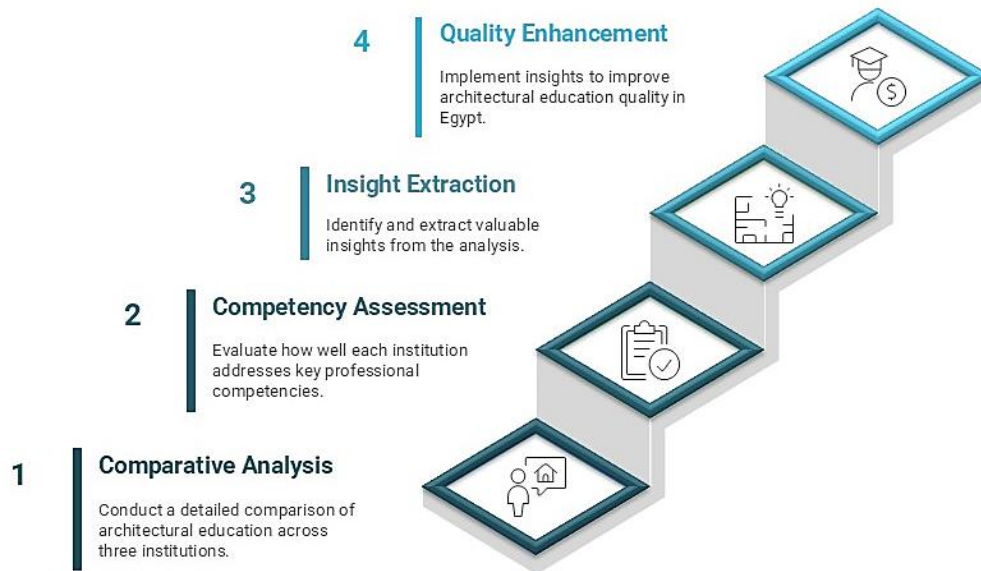 4
Quality Enhancement
Implement insights to improve
architectural education quality in
Egypt.
3
Insight Extraction
Identify and extract valuable
insights from the analysis.
2
Competency Assessment
Evaluate how well each institution
addresses key professional
competencies.
1
Comparative Analysis
Conduct a detailed comparison of
architectural education across
three institutions.
$